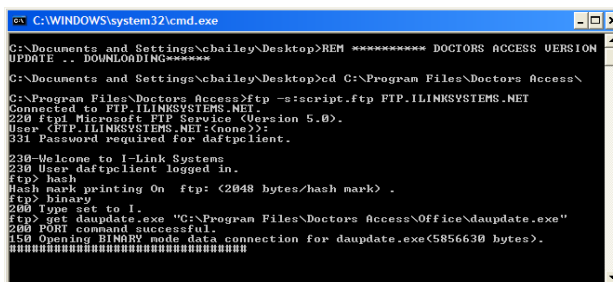 C:\WINDOWS\system32\cmd.exe
C:\Documents and Settings\chailey\Desktop>REM ********** DOCTORS ACCESS VERSION
UPDATE .. DOWNLOADING******
C:\Documents and Settings\chailey\Desktop>cd C:\Program Files\Doctors Access\
C:\Program Files\Doctors Access>ftp -s:script.ftp FTP.ILINKSYSTEMS.NET
Connected to FTP.ILINKSYSTEMS.NET.
220 ftp1 Microsoft FTP Service (Version 5.0).
User (FTP.ILINKSYSTEMS.NET:(none)):
331 Password required for daftpclient.
230-Welcome to I-Link Systems
230 User daftpclient logged in.
ftp> hash
Hash mark printing On  ftp: (2048 bytes/hash mark) .
ftp> binary
200 Type set to I.
ftp> get daupdate.exe "C:\Program Files\Doctors Access\Office\daupdate.exe"
200 PORT command successful.
150 Opening BINARY mode data connection for daupdate.exe(5856630 bytes).
################################